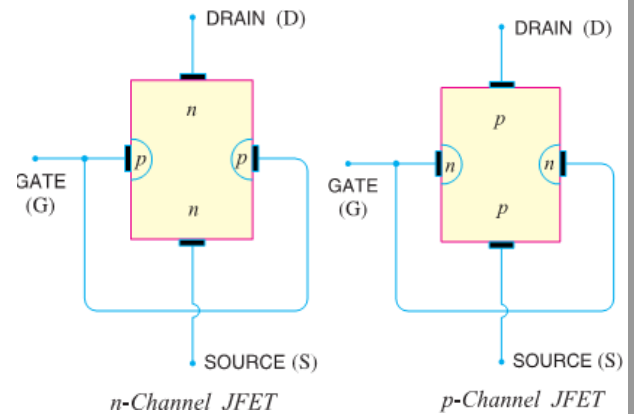 DRAIN (D)
n
p
p
GATE
(G)
n
SOURCE (S)
n-Channel JFET
DRAIN (D)
p
n
n
GATE
(G)
p
SOURCE (S)
p-Channel JFET